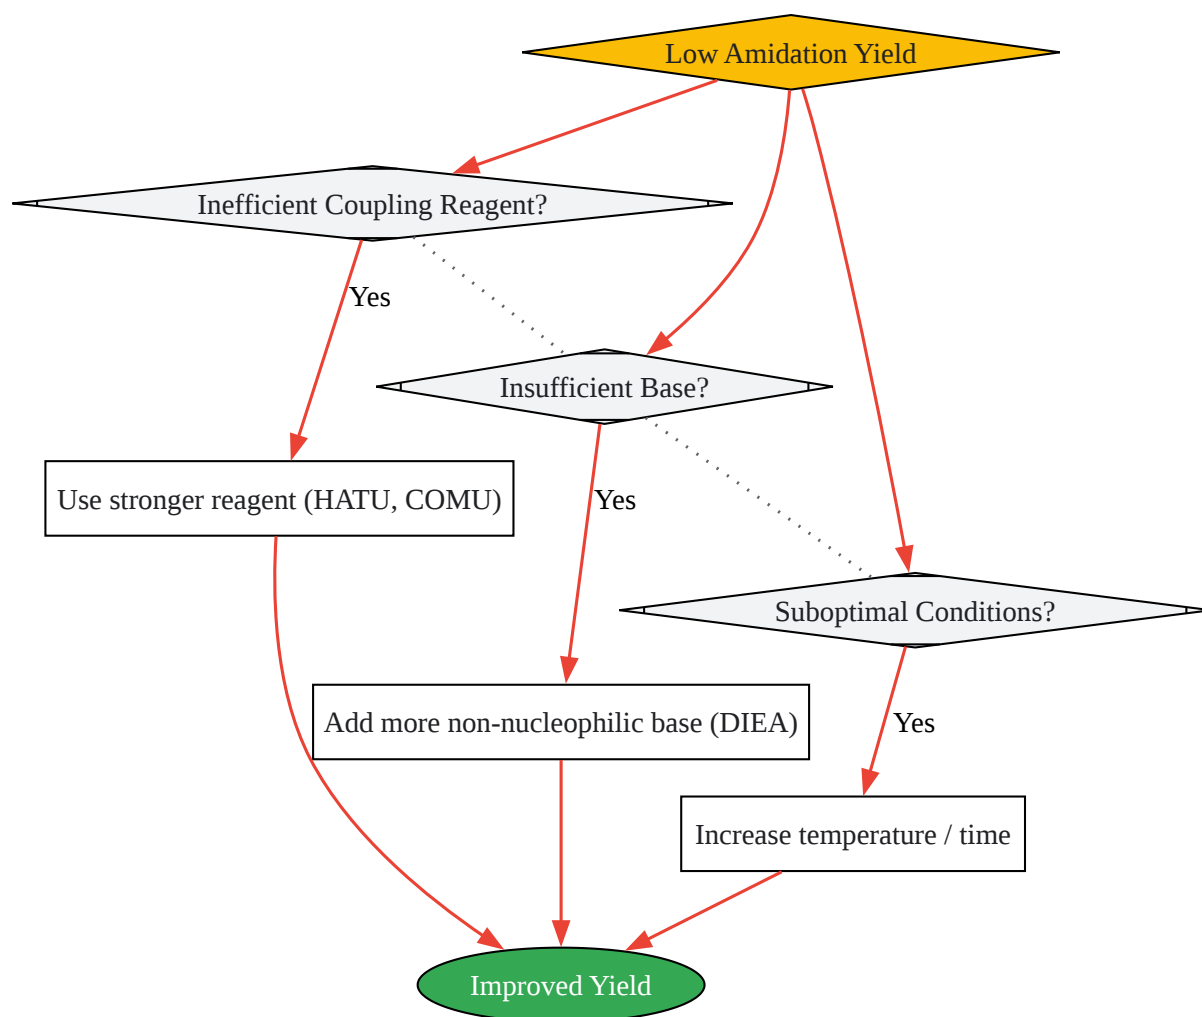 Low Amidation Yield
Inefficient Coupling Reagent?
Yes
Insufficient Base?
Use stronger reagent (HATU, COMU)
Yes
Suboptimal Conditions?
Add more non-nucleophilic base (DIEA)
Yes
Increase temperature / time
Improved Yield